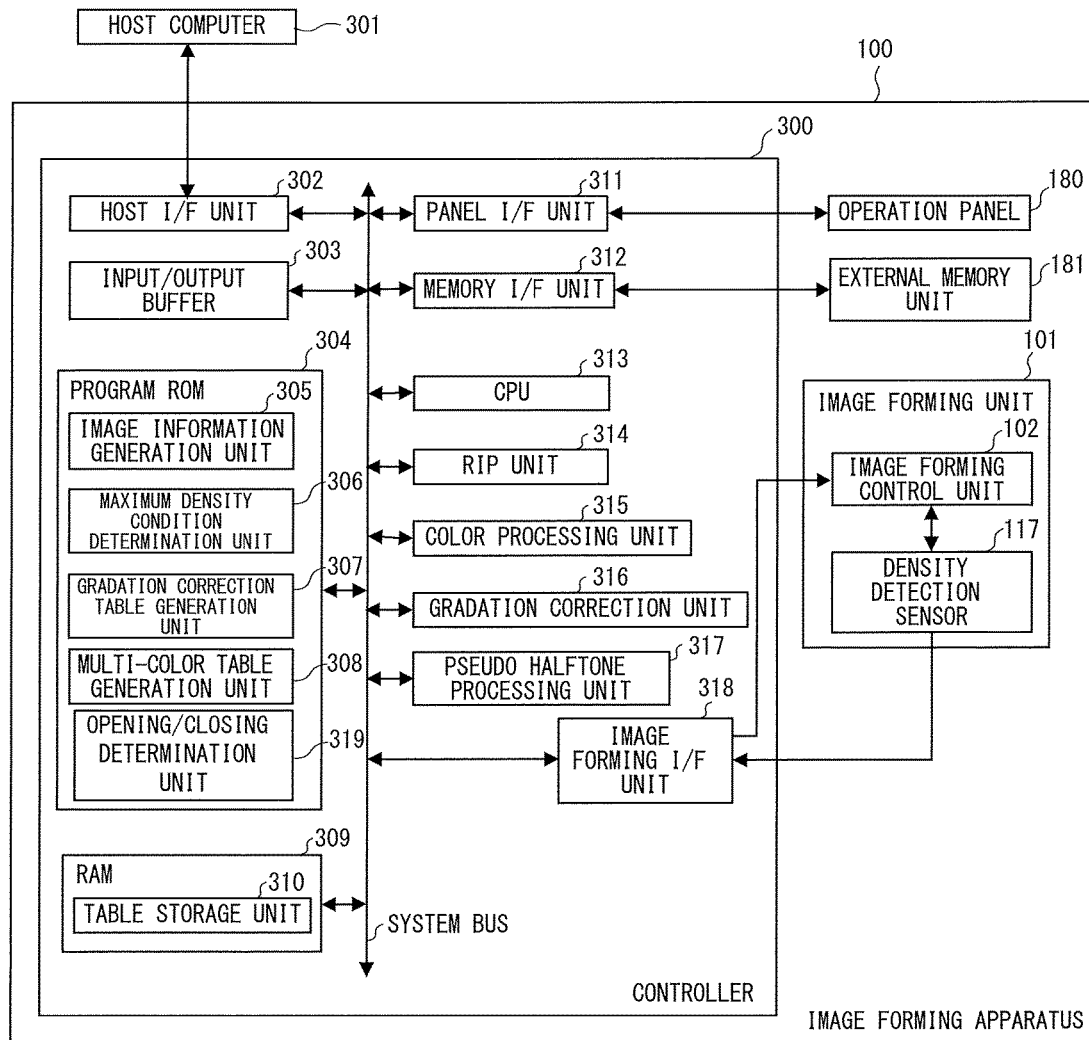 HOST COMPUTER
301
100
300
302
HOST I/F UNIT
311
PANEL I/F UNIT
180
OPERATION PANEL
303
INPUT/OUTPUT
BUFFER
312
MEMORY I/F UNIT
181
EXTERNAL MEMORY
UNIT
304
PROGRAM ROM
305
IMAGE INFORMATION
GENERATION UNIT
306
MAXIMUM DENSITY
CONDITION
DETERMINATION UNIT
307
GRADATION CORRECTION
TABLE GENERATION
UNIT
MULTI-COLOR TABLE
GENERATION UNIT
308
OPENING/CLOSING
DETERMINATION
UNIT
319
313
CPU
314
RIP UNIT
315
COLOR PROCESSING UNIT
316
GRADATION CORRECTION UNIT
317
PSEUDO HALFTONE
PROCESSING UNIT
318
IMAGE
FORMING I/F
UNIT
101
IMAGE FORMING UNIT
102
IMAGE FORMING
CONTROL UNIT
117
DENSITY
DETECTION
SENSOR
309
RAM
310
TABLE STORAGE UNIT
SYSTEM BUS
CONTROLLER
IMAGE FORMING APPARATUS